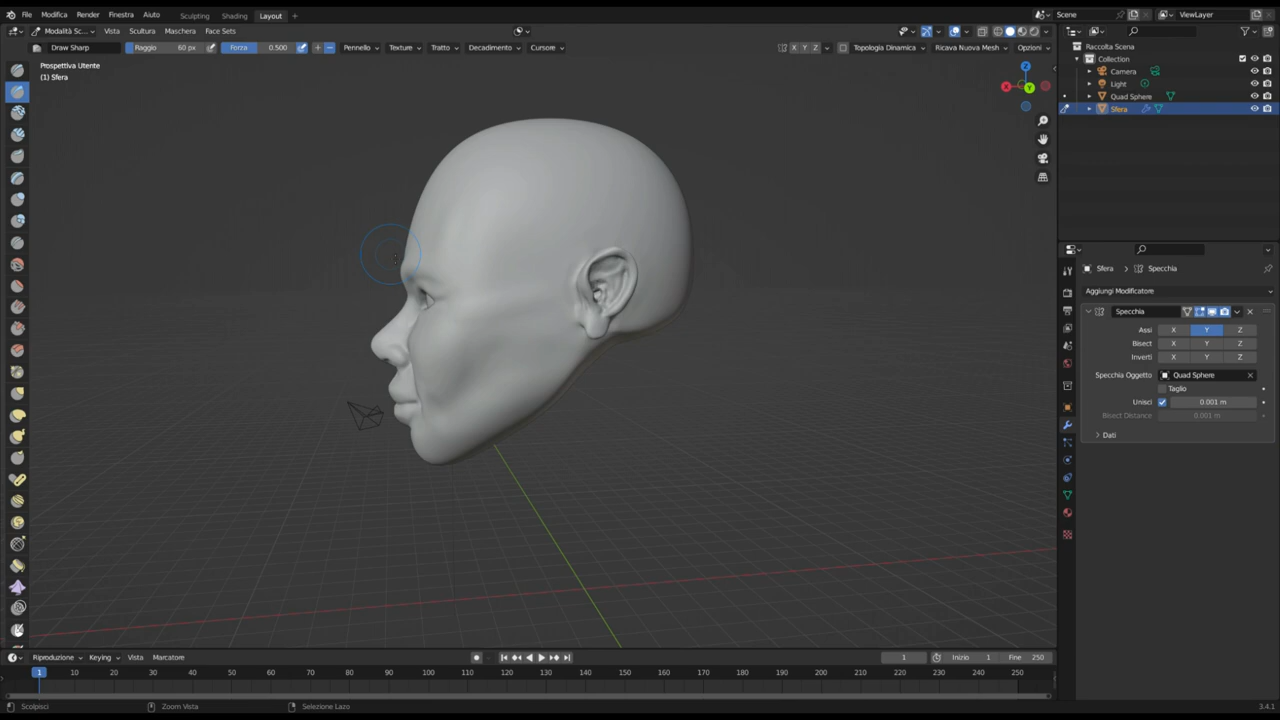 File Modifica Render Finestra Aiuto Sculpting Shading Layout + Scene ViewLayer
Modalità Sc... Vista Scultura Maschera Face Sets
Draw Sharp Raggio 60 px Forza 0.500 + − Pennello Texture Tratto Decadimento Cursore X Y Z Topologia Dinamica Ricava Nuova Mesh Opzioni
Prospettiva Utente
(1) Sfera
Z
X Y
Raccolta Scena
Collection
Camera
Light
Quad Sphere
Sfera
Sfera > Specchia
Aggiungi Modificatore
Specchia
Assi X Y Z
Bisect X Y Z
Inverti X Y Z
Specchia Oggetto Quad Sphere
Taglio
Unisci 0.001 m
Bisect Distance 0.001 m
Dati
Riproduzione Keying Vista Marcatore 1 Inizio 1 Fine 250
1 10 20 30 40 50 60 70 80 90 100 110 120 130 140 150 160 170 180 190 200 210 220 230 240 250
Scolpisci Zoom Vista Selezione Lazo 3.4.1